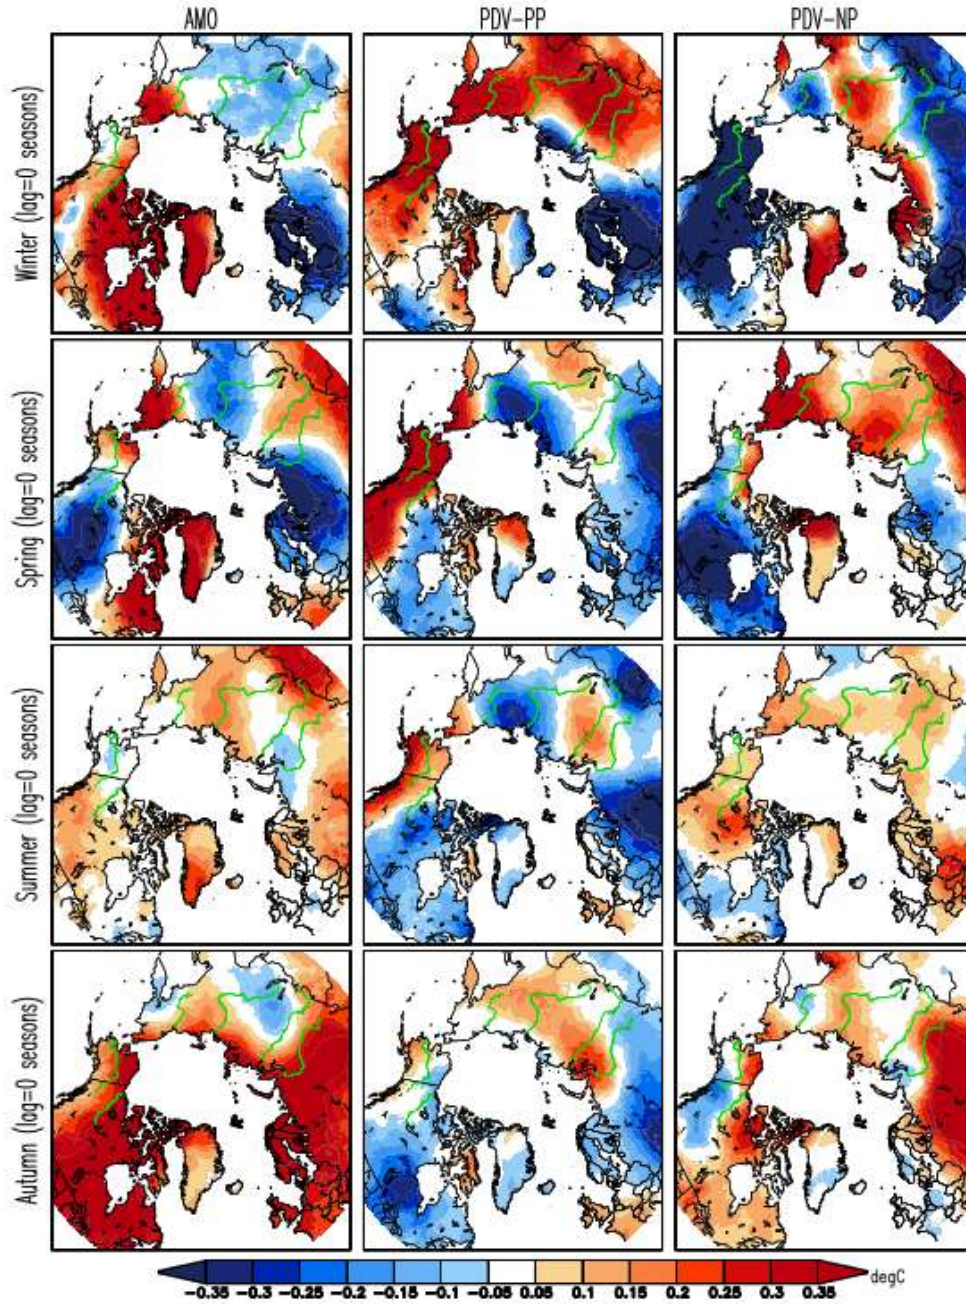 AMO PDV-PP PDV-NP
Winter (lag=0 seasons)
Spring (lag=0 seasons)
Summer (lag=0 seasons)
Autumn (lag=0 seasons)
-0.35 -0.3 -0.25 -0.2 -0.15 -0.1 -0.05 0.05 0.1 0.15 0.2 0.25 0.3 0.35 degC